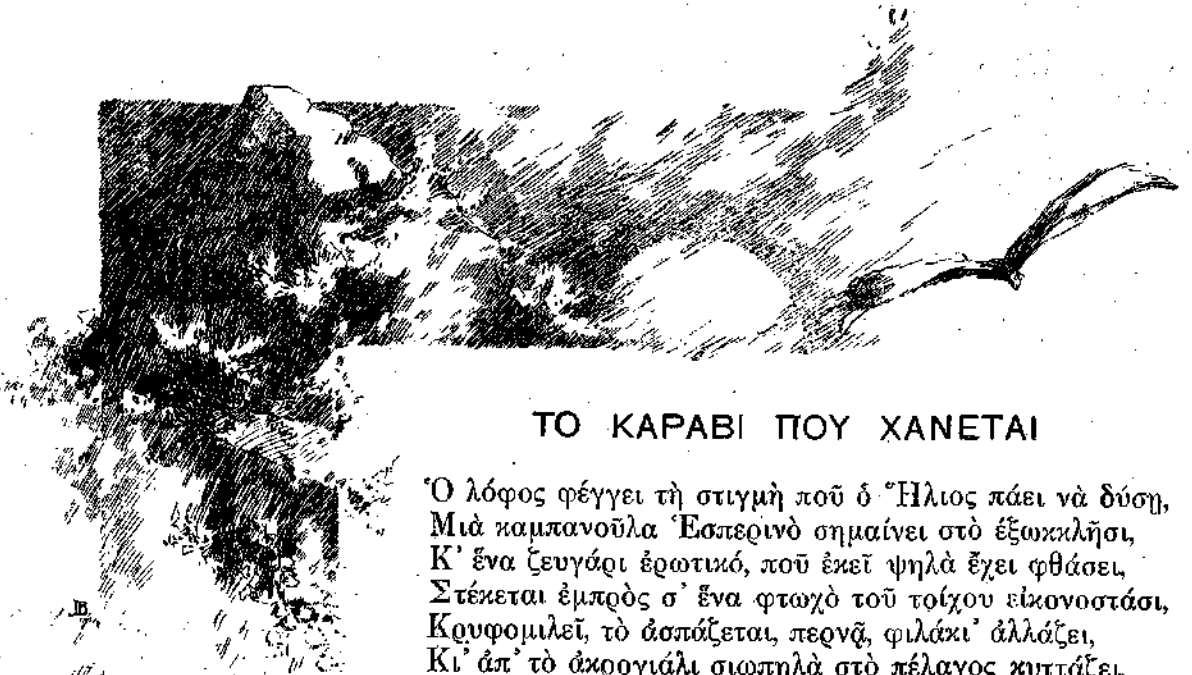 ΤΟ ΚΑΡΑΒΙ ΠΟΥ ΧΑΝΕΤΑΙ
Ὁ λόφος φέγγει τὴ στιγμὴ ποῦ ὁ Ἥλιος πάει νὰ δύσῃ,
Μιὰ καμπανοῦλα Ἑσπερινὸ σημαίνει στὸ ἐξωκκλῆσι,
Κ' ἕνα ζευγάρι ἐρωτικό, ποῦ ἐκεῖ ψηλὰ ἔχει φθάσει,
Στέκεται ἐμπρὸς σ' ἕνα φτωχὸ τοῦ τρίχου εἰκονοστάσι,
Κρυφομιλεῖ, τὸ ἀσπάζεται, περνᾷ, φιλάκι' ἀλλάζει,
Κι' ἀπ' τὸ ἀκρογιάλι σιωπηλὰ στὸ πέλαγος κυττάζει
JB